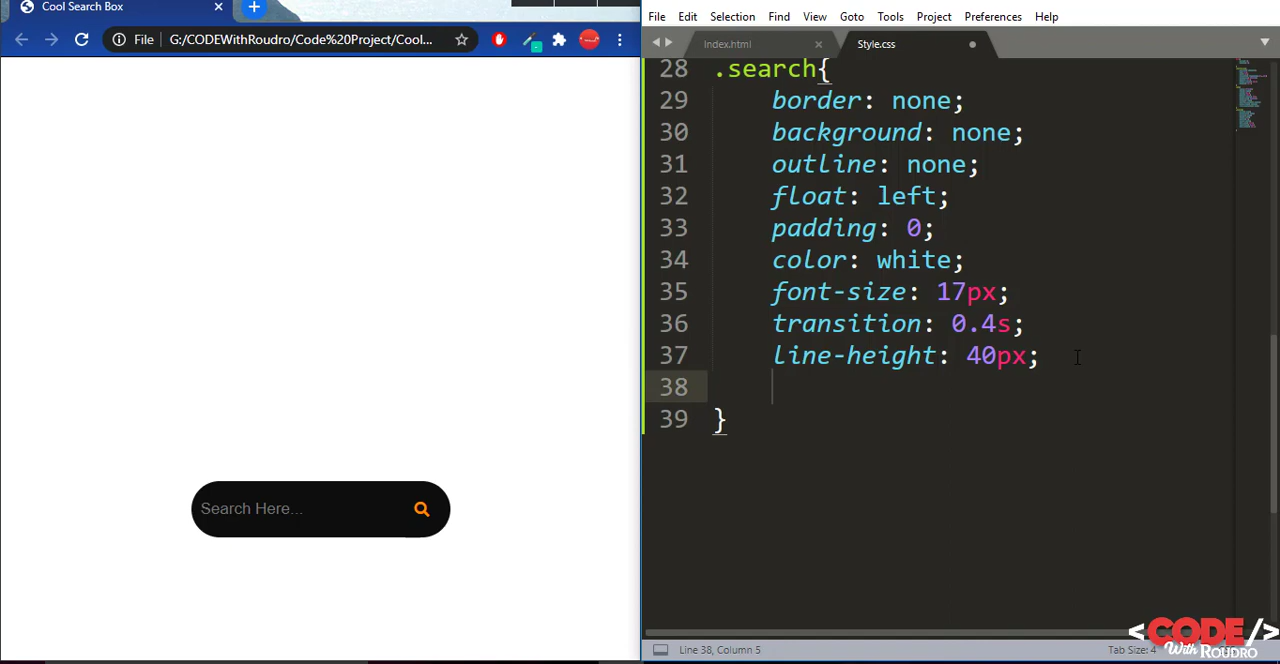 Cool Search Box
File G:/CODEWithRoudro/Code%20Project/Cool...
Search Here...
File Edit Selection Find View Goto Tools Project Preferences Help
Index.html
Style.css
28 .search{
29 border: none;
30 background: none;
31 outline: none;
32 float: left;
33 padding: 0;
34 color: white;
35 font-size: 17px;
36 transition: 0.4s;
37 line-height: 40px;
38
39 }
Line 38, Column 5
Tab Size: 4
<CODE/>
With ROUDRO